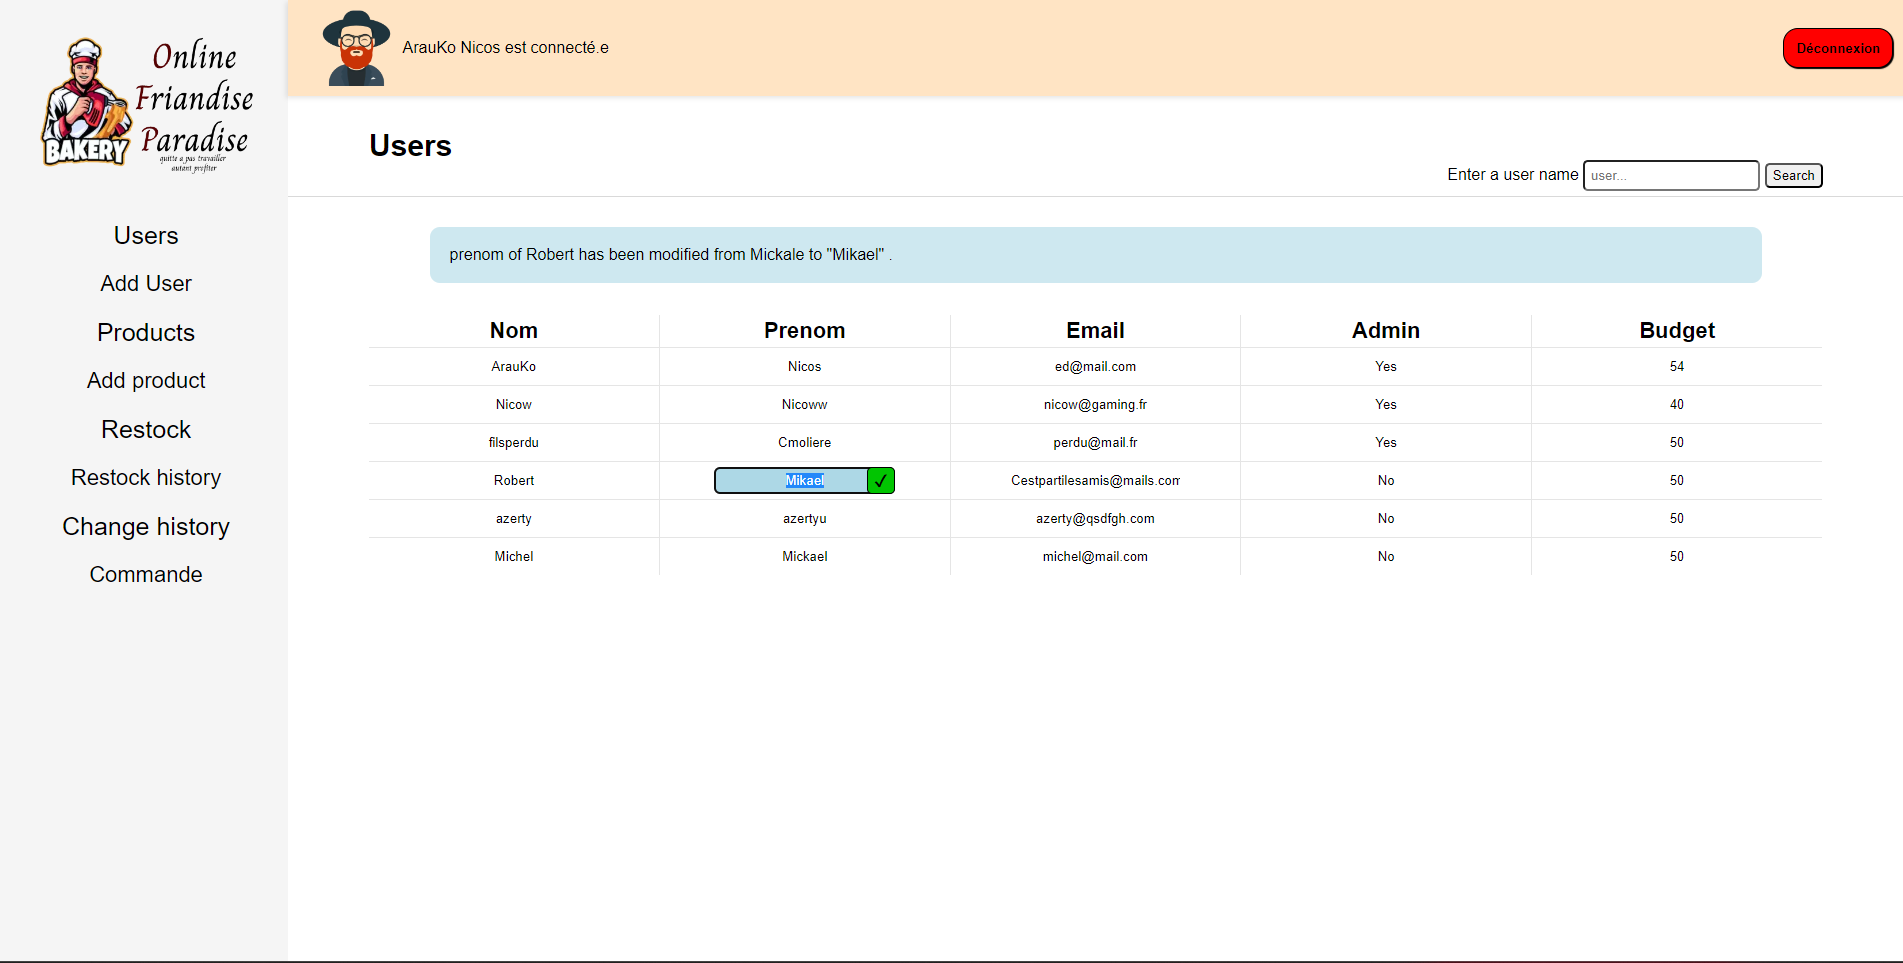 Online
Friandise
Paradise
quitte a pas travailler
autant profiter
BAKERY
ArauKo Nicos est connecté.e
Déconnexion
Users
Add User
Products
Add product
Restock
Restock history
Change history
Commande
Users
Enter a user name user... Search
prenom of Robert has been modified from Mickale to "Mikael" .
Nom Prenom Email Admin Budget
ArauKo Nicos ed@mail.com Yes 54
Nicow Nicoww nicow@gaming.fr Yes 40
filsperdu Cmoliere perdu@mail.fr Yes 50
Robert Mikael ✓ Cestpartilesamis@mails.com No 50
azerty azertyu azerty@qsdfgh.com No 50
Michel Mickael michel@mail.com No 50